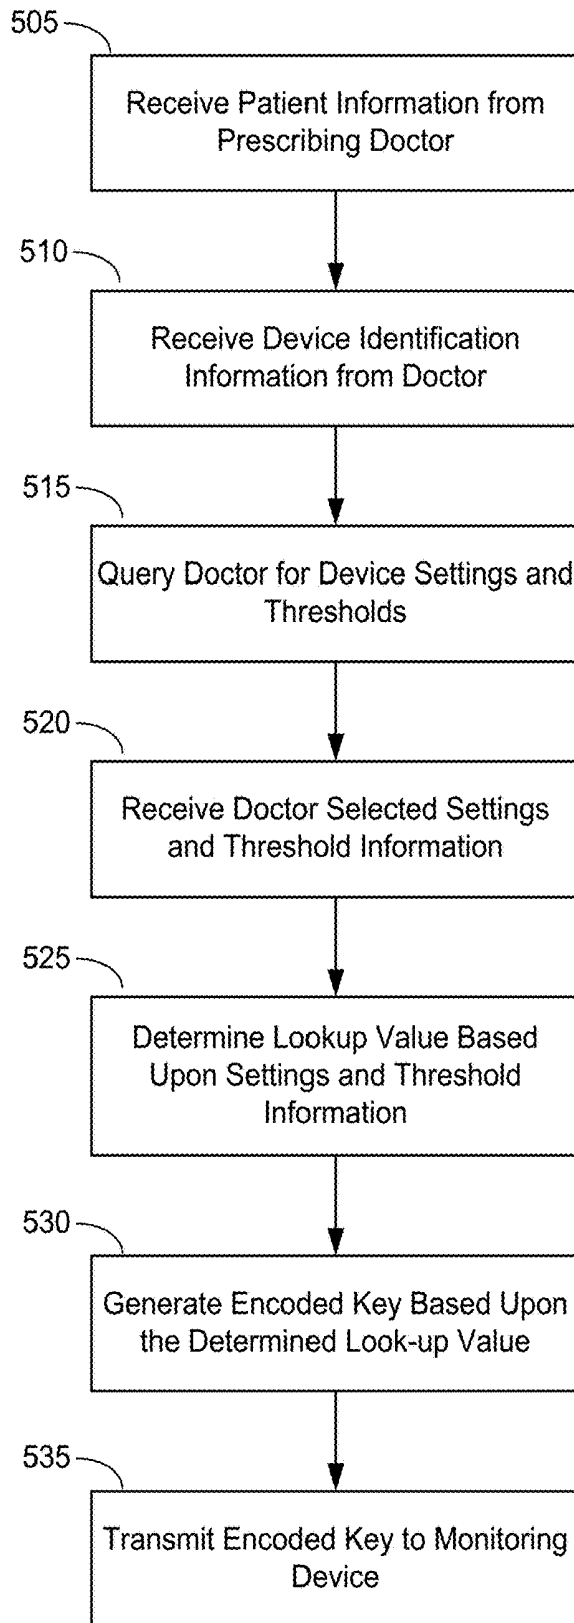 505
Receive Patient Information from
Prescribing Doctor
510
Receive Device Identification
Information from Doctor
515
Query Doctor for Device Settings and
Thresholds
520
Receive Doctor Selected Settings
and Threshold Information
525
Determine Lookup Value Based
Upon Settings and Threshold
Information
530
Generate Encoded Key Based Upon
the Determined Look-up Value
535
Transmit Encoded Key to Monitoring
Device